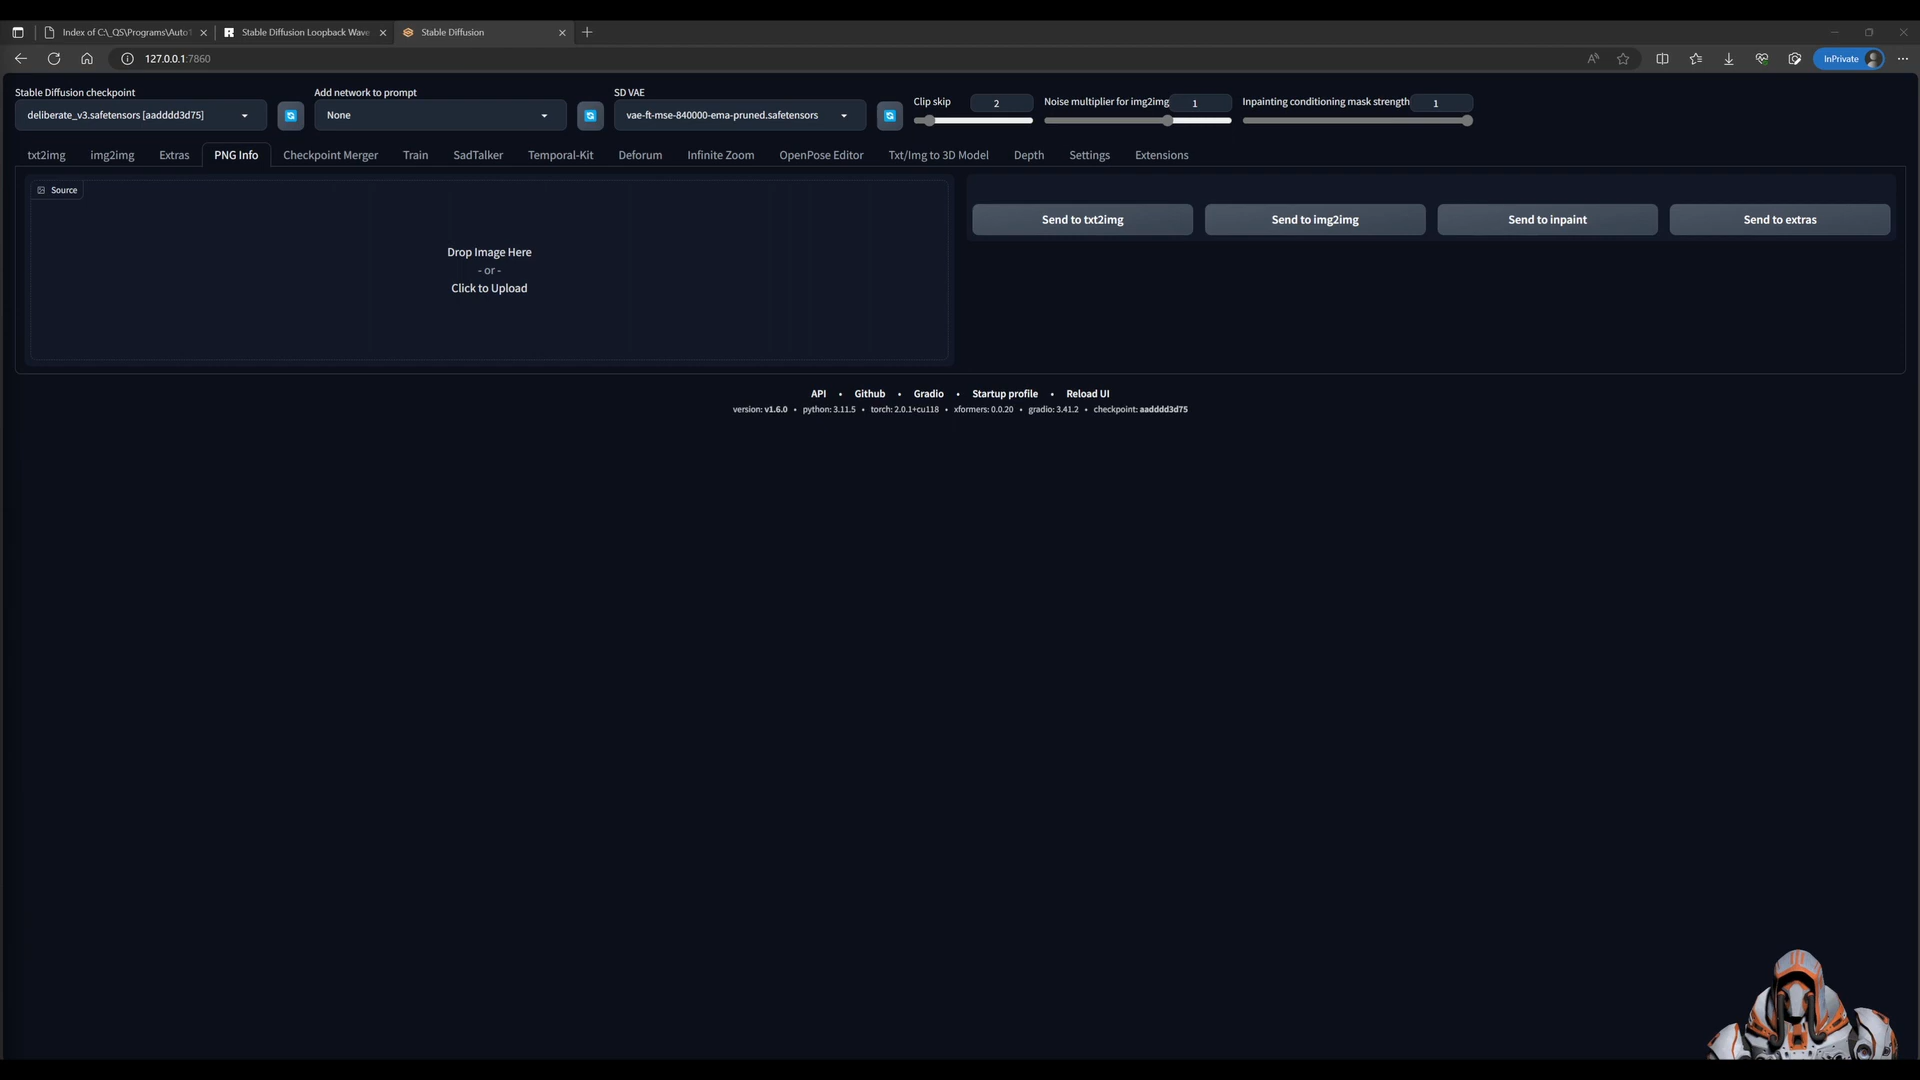 Index of C:\_QS\Programs\Auto1
Stable Diffusion Loopback Wave
Stable Diffusion
127.0.0.1:7860
InPrivate
Stable Diffusion checkpoint
deliberate_v3.safetensors [aadddd3d75]
Add network to prompt
None
SD VAE
vae-ft-mse-840000-ema-pruned.safetensors
Clip skip
2
Noise multiplier for img2img
1
Inpainting conditioning mask strength
1
txt2img
img2img
Extras
PNG Info
Checkpoint Merger
Train
SadTalker
Temporal-Kit
Deforum
Infinite Zoom
OpenPose Editor
Txt/Img to 3D Model
Depth
Settings
Extensions
Source
Drop Image Here
- or -
Click to Upload
Send to txt2img
Send to img2img
Send to inpaint
Send to extras
API • Github • Gradio • Startup profile • Reload UI
version: v1.6.0 • python: 3.11.5 • torch: 2.0.1+cu118 • xformers: 0.0.20 • gradio: 3.41.2 • checkpoint: aadddd3d75